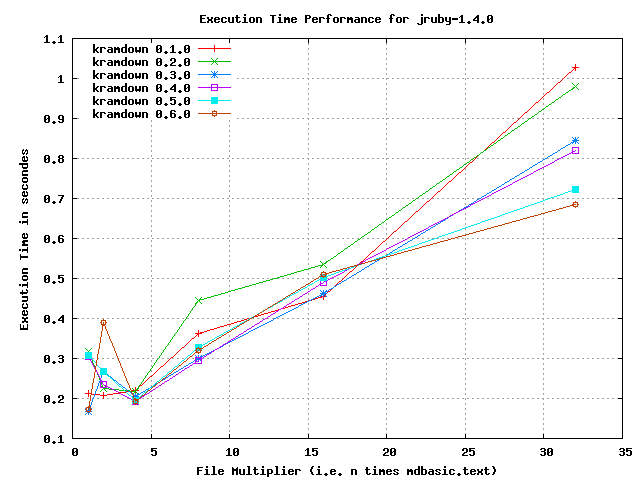 Execution Time Performance for jruby-1.4.0
kramdown 0.1.0
kramdown 0.2.0
kramdown 0.3.0
kramdown 0.4.0
kramdown 0.5.0
kramdown 0.6.0
1.1
1
0.9
0.8
0.7
0.6
0.5
0.4
0.3
0.2
0.1
Execution Time in secondes
0 5 10 15 20 25 30 35
File Multiplier (i.e. n times mdbasic.text)